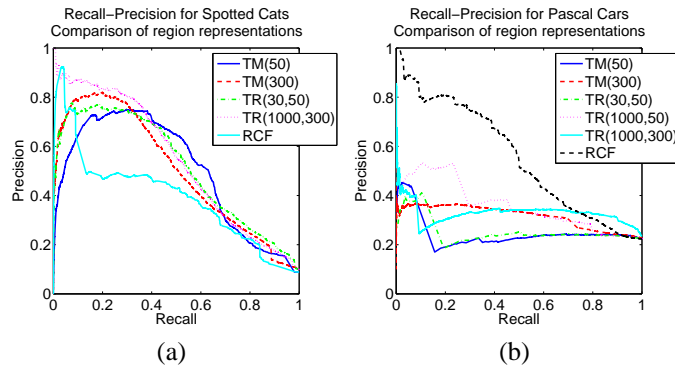 Recall-Precision for Spotted Cats
Comparison of region representations
1
0.8
0.6
0.4
0.2
0
Precision
TM(50)
TM(300)
TR(30,50)
TR(1000,300)
RCF
0 0.2 0.4 0.6 0.8 1
Recall
(a)
Recall-Precision for Pascal Cars
Comparison of region representations
1
0.8
0.6
0.4
0.2
0
Precision
TM(50)
TM(300)
TR(30,50)
TR(1000,50)
TR(1000,300)
RCF
0 0.2 0.4 0.6 0.8 1
Recall
(b)